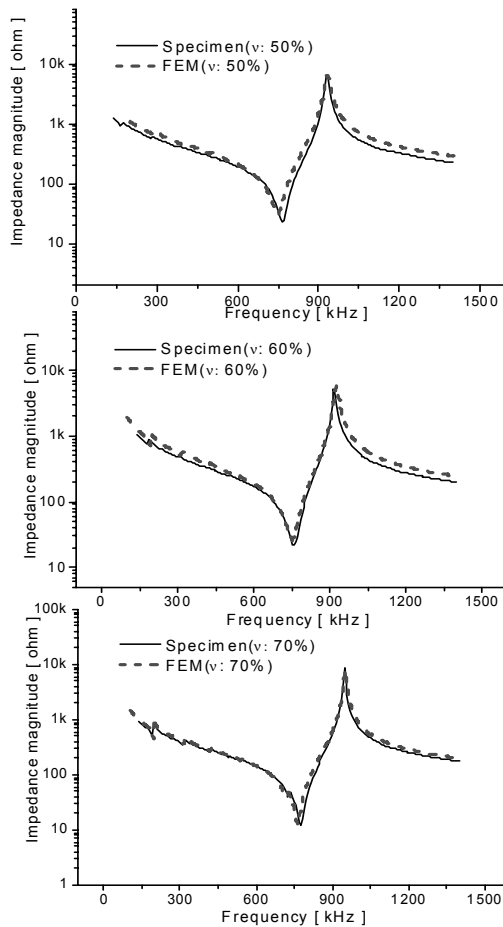 10k
1k
100
10
Impedance magnitude [ ohm ]
Specimen(ν: 50%)
FEM(ν: 50%)
0 300 600 900 1200 1500
Frequency [ kHz ]
10k
1k
100
10
Impedance magnitude [ ohm ]
Specimen(ν: 60%)
FEM(ν: 60%)
0 300 600 900 1200 1500
Frequency [ kHz ]
100k
10k
1k
100
10
1
Impedance magnitude [ ohm ]
Specimen(ν: 70%)
FEM(ν: 70%)
0 300 600 900 1200 1500
Frequency [ kHz ]